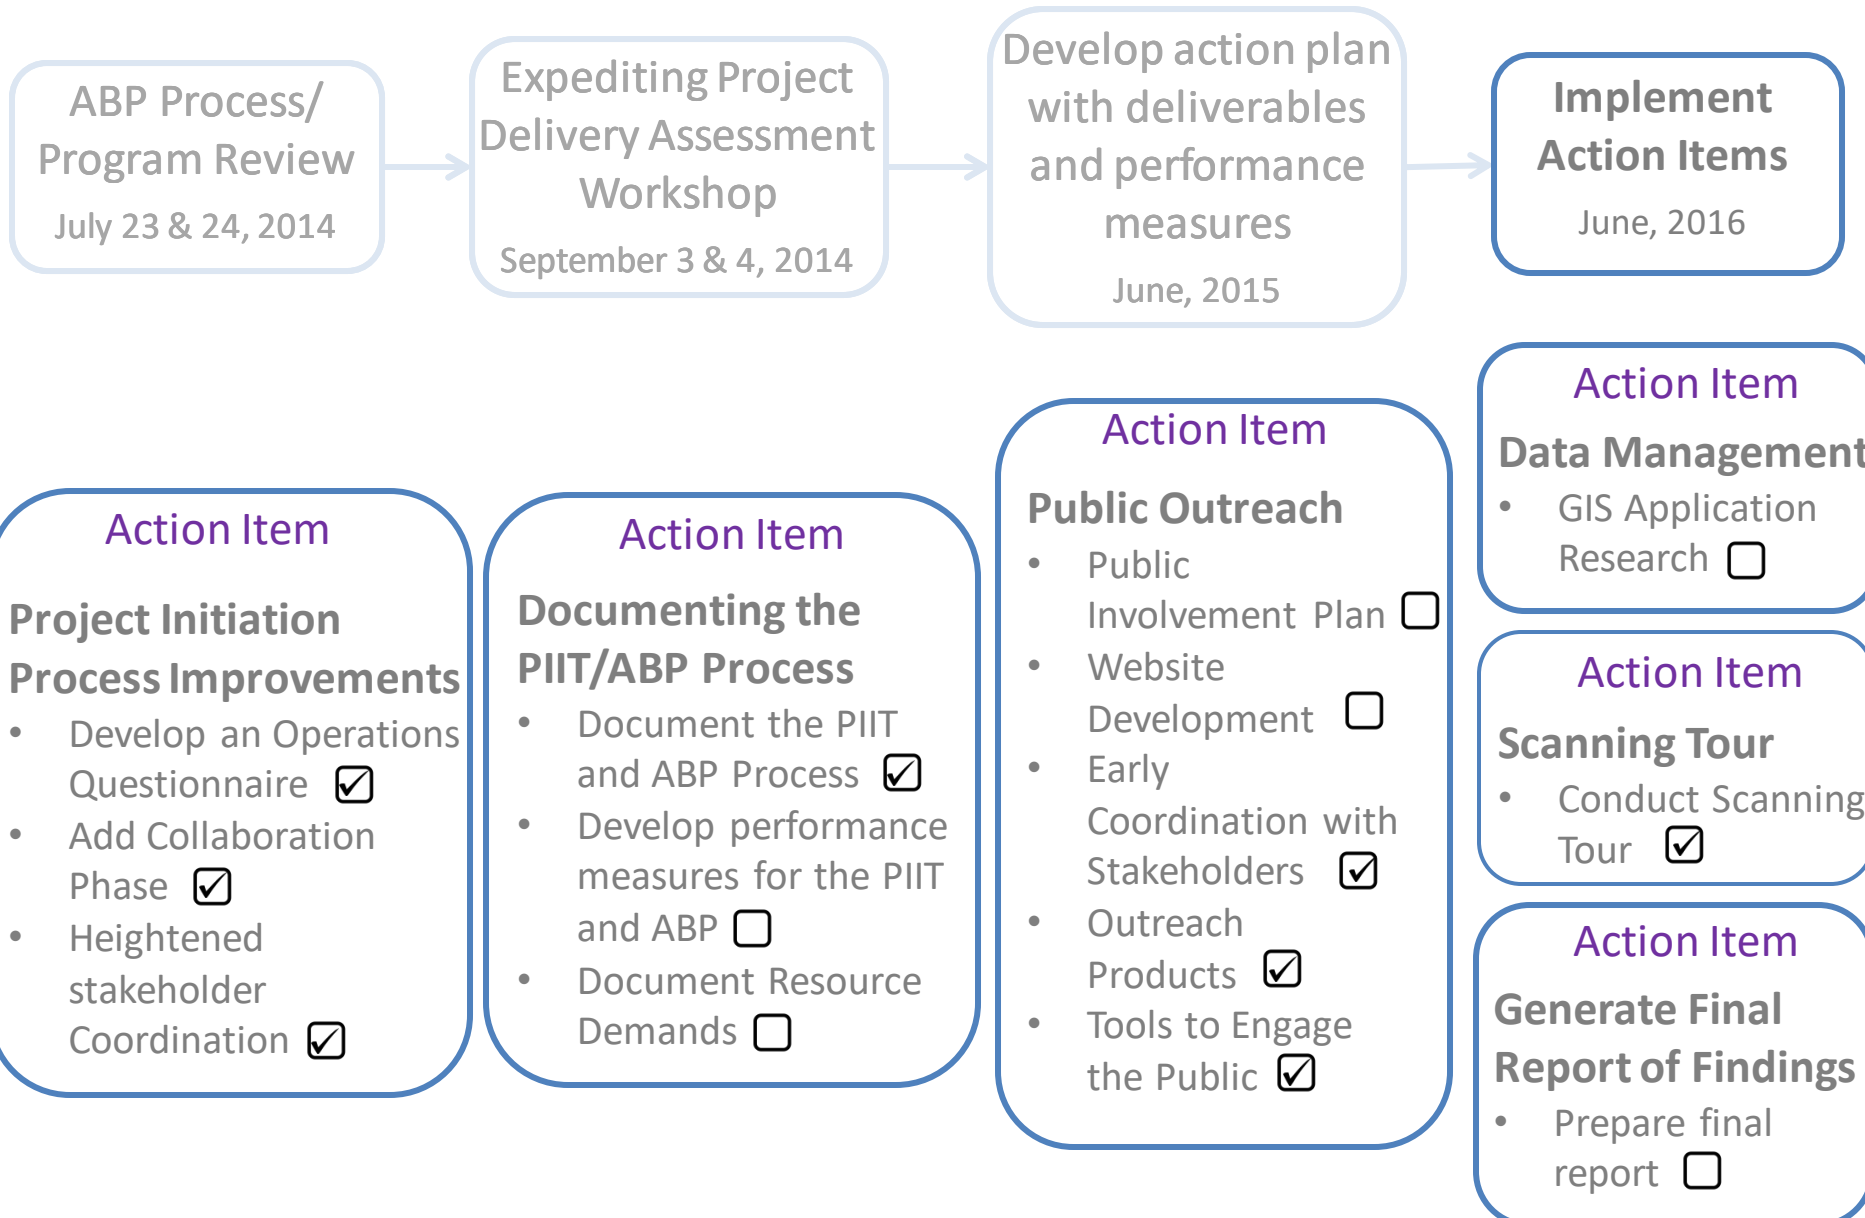 ABP Process/
Program Review
July 23 & 24, 2014
Expediting Project
Delivery Assessment
Workshop
September 3 & 4, 2014
Develop action plan
with deliverables
and performance
measures
June, 2015
Implement
Action Items
June, 2016
Action Item
Project Initiation
Process Improvements
• Develop an Operations
Questionnaire ☑
• Add Collaboration
Phase ☑
• Heightened
stakeholder
Coordination ☑
Action Item
Documenting the
PIIT/ABP Process
• Document the PIIT
and ABP Process ☑
• Develop performance
measures for the PIIT
and ABP ☐
• Document Resource
Demands ☐
Action Item
Public Outreach
• Public
Involvement Plan ☐
• Website
Development ☐
• Early
Coordination with
Stakeholders ☑
• Outreach
Products ☑
• Tools to Engage
the Public ☑
Action Item
Data Management
• GIS Application
Research ☐
Action Item
Scanning Tour
• Conduct Scanning
Tour ☑
Action Item
Generate Final
Report of Findings
• Prepare final
report ☐